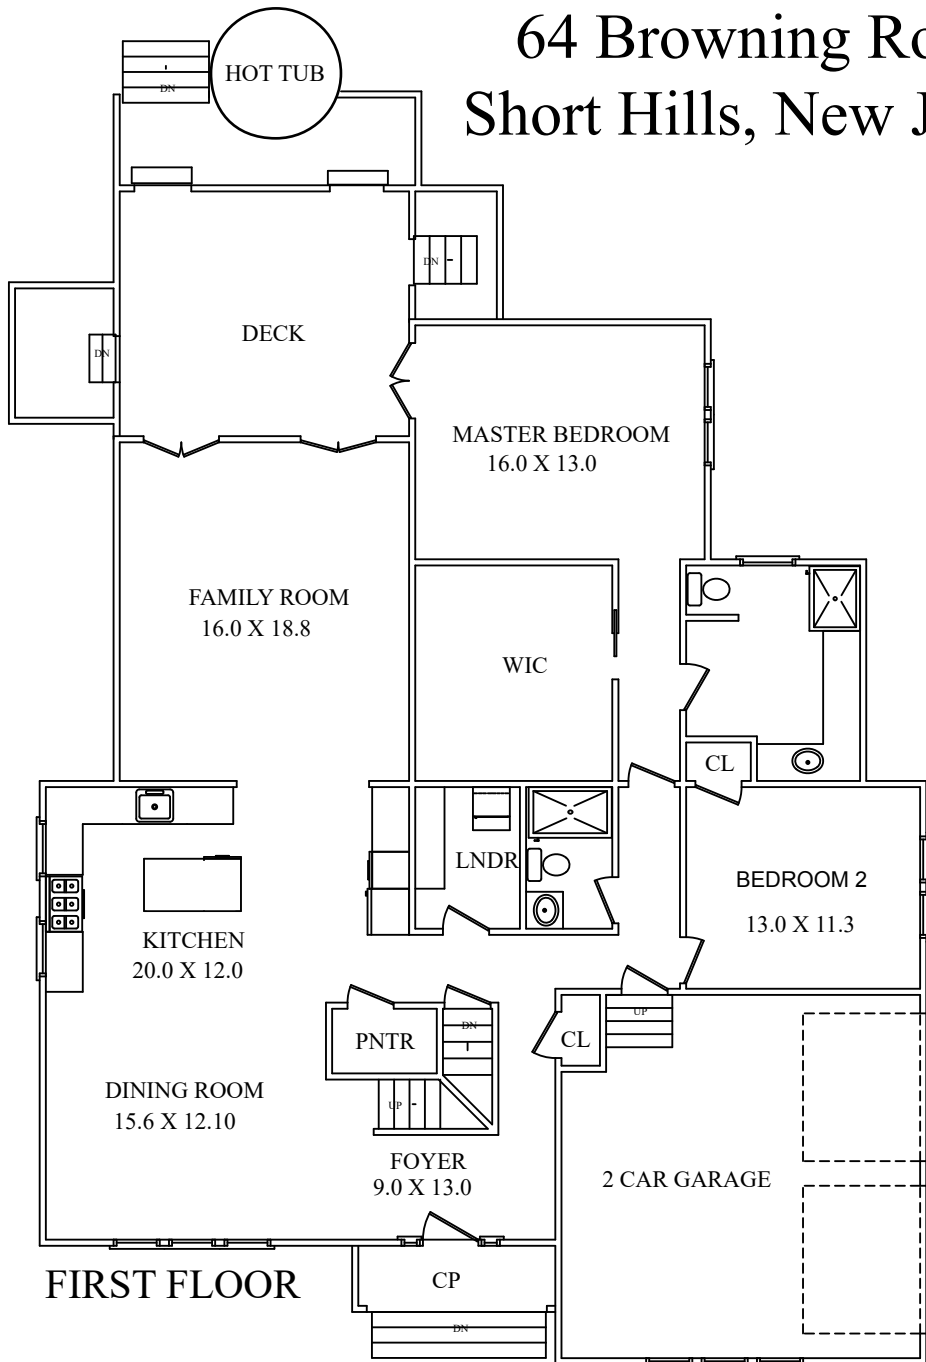 64 Browning Ro
Short Hills, New J
HOT TUB
DN
DN
DECK
DN
MASTER BEDROOM
16.0 X 13.0
FAMILY ROOM
16.0 X 18.8
WIC
CL
LNDR
BEDROOM 2
13.0 X 11.3
KITCHEN
20.0 X 12.0
PNTR
DN
CL
UP
DINING ROOM
15.6 X 12.10
UP
FOYER
9.0 X 13.0
2 CAR GARAGE
FIRST FLOOR
CP
DN